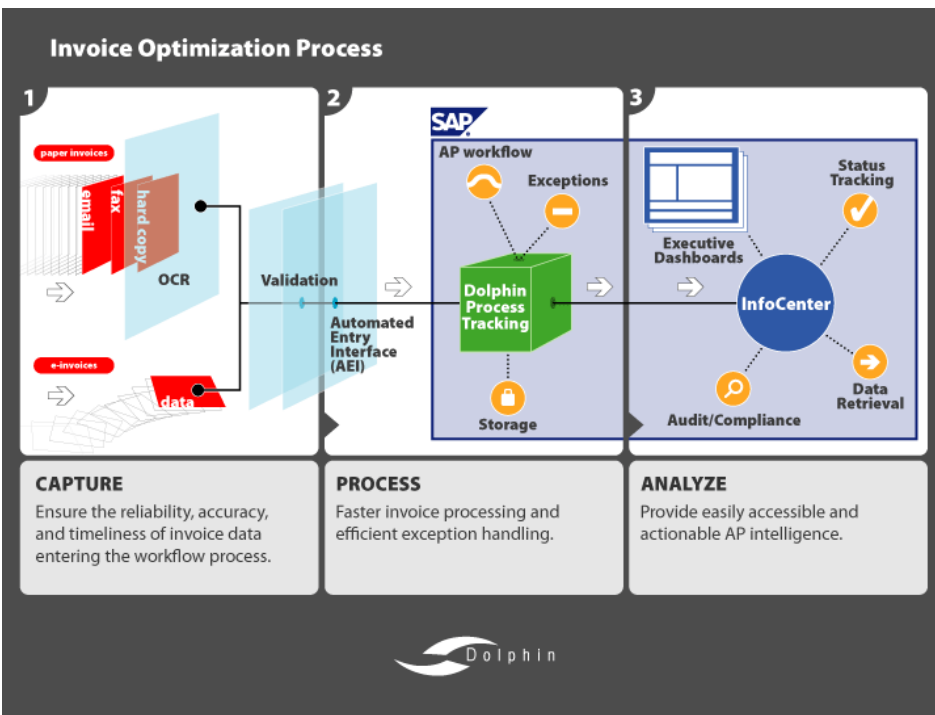 Invoice Optimization Process
1
2
3
paper invoices
email
fax
hard copy
OCR
e-invoices
data
Validation
Automated
Entry
Interface
(AEI)
SAP
®
AP workflow
Exceptions
Dolphin
Process
Tracking
Storage
Executive
Dashboards
Status
Tracking
InfoCenter
Audit/Compliance
Data
Retrieval
CAPTURE
Ensure the reliability, accuracy,
and timeliness of invoice data
entering the workflow process.
PROCESS
Faster invoice processing and
efficient exception handling.
ANALYZE
Provide easily accessible and
actionable AP intelligence.
Dolphin